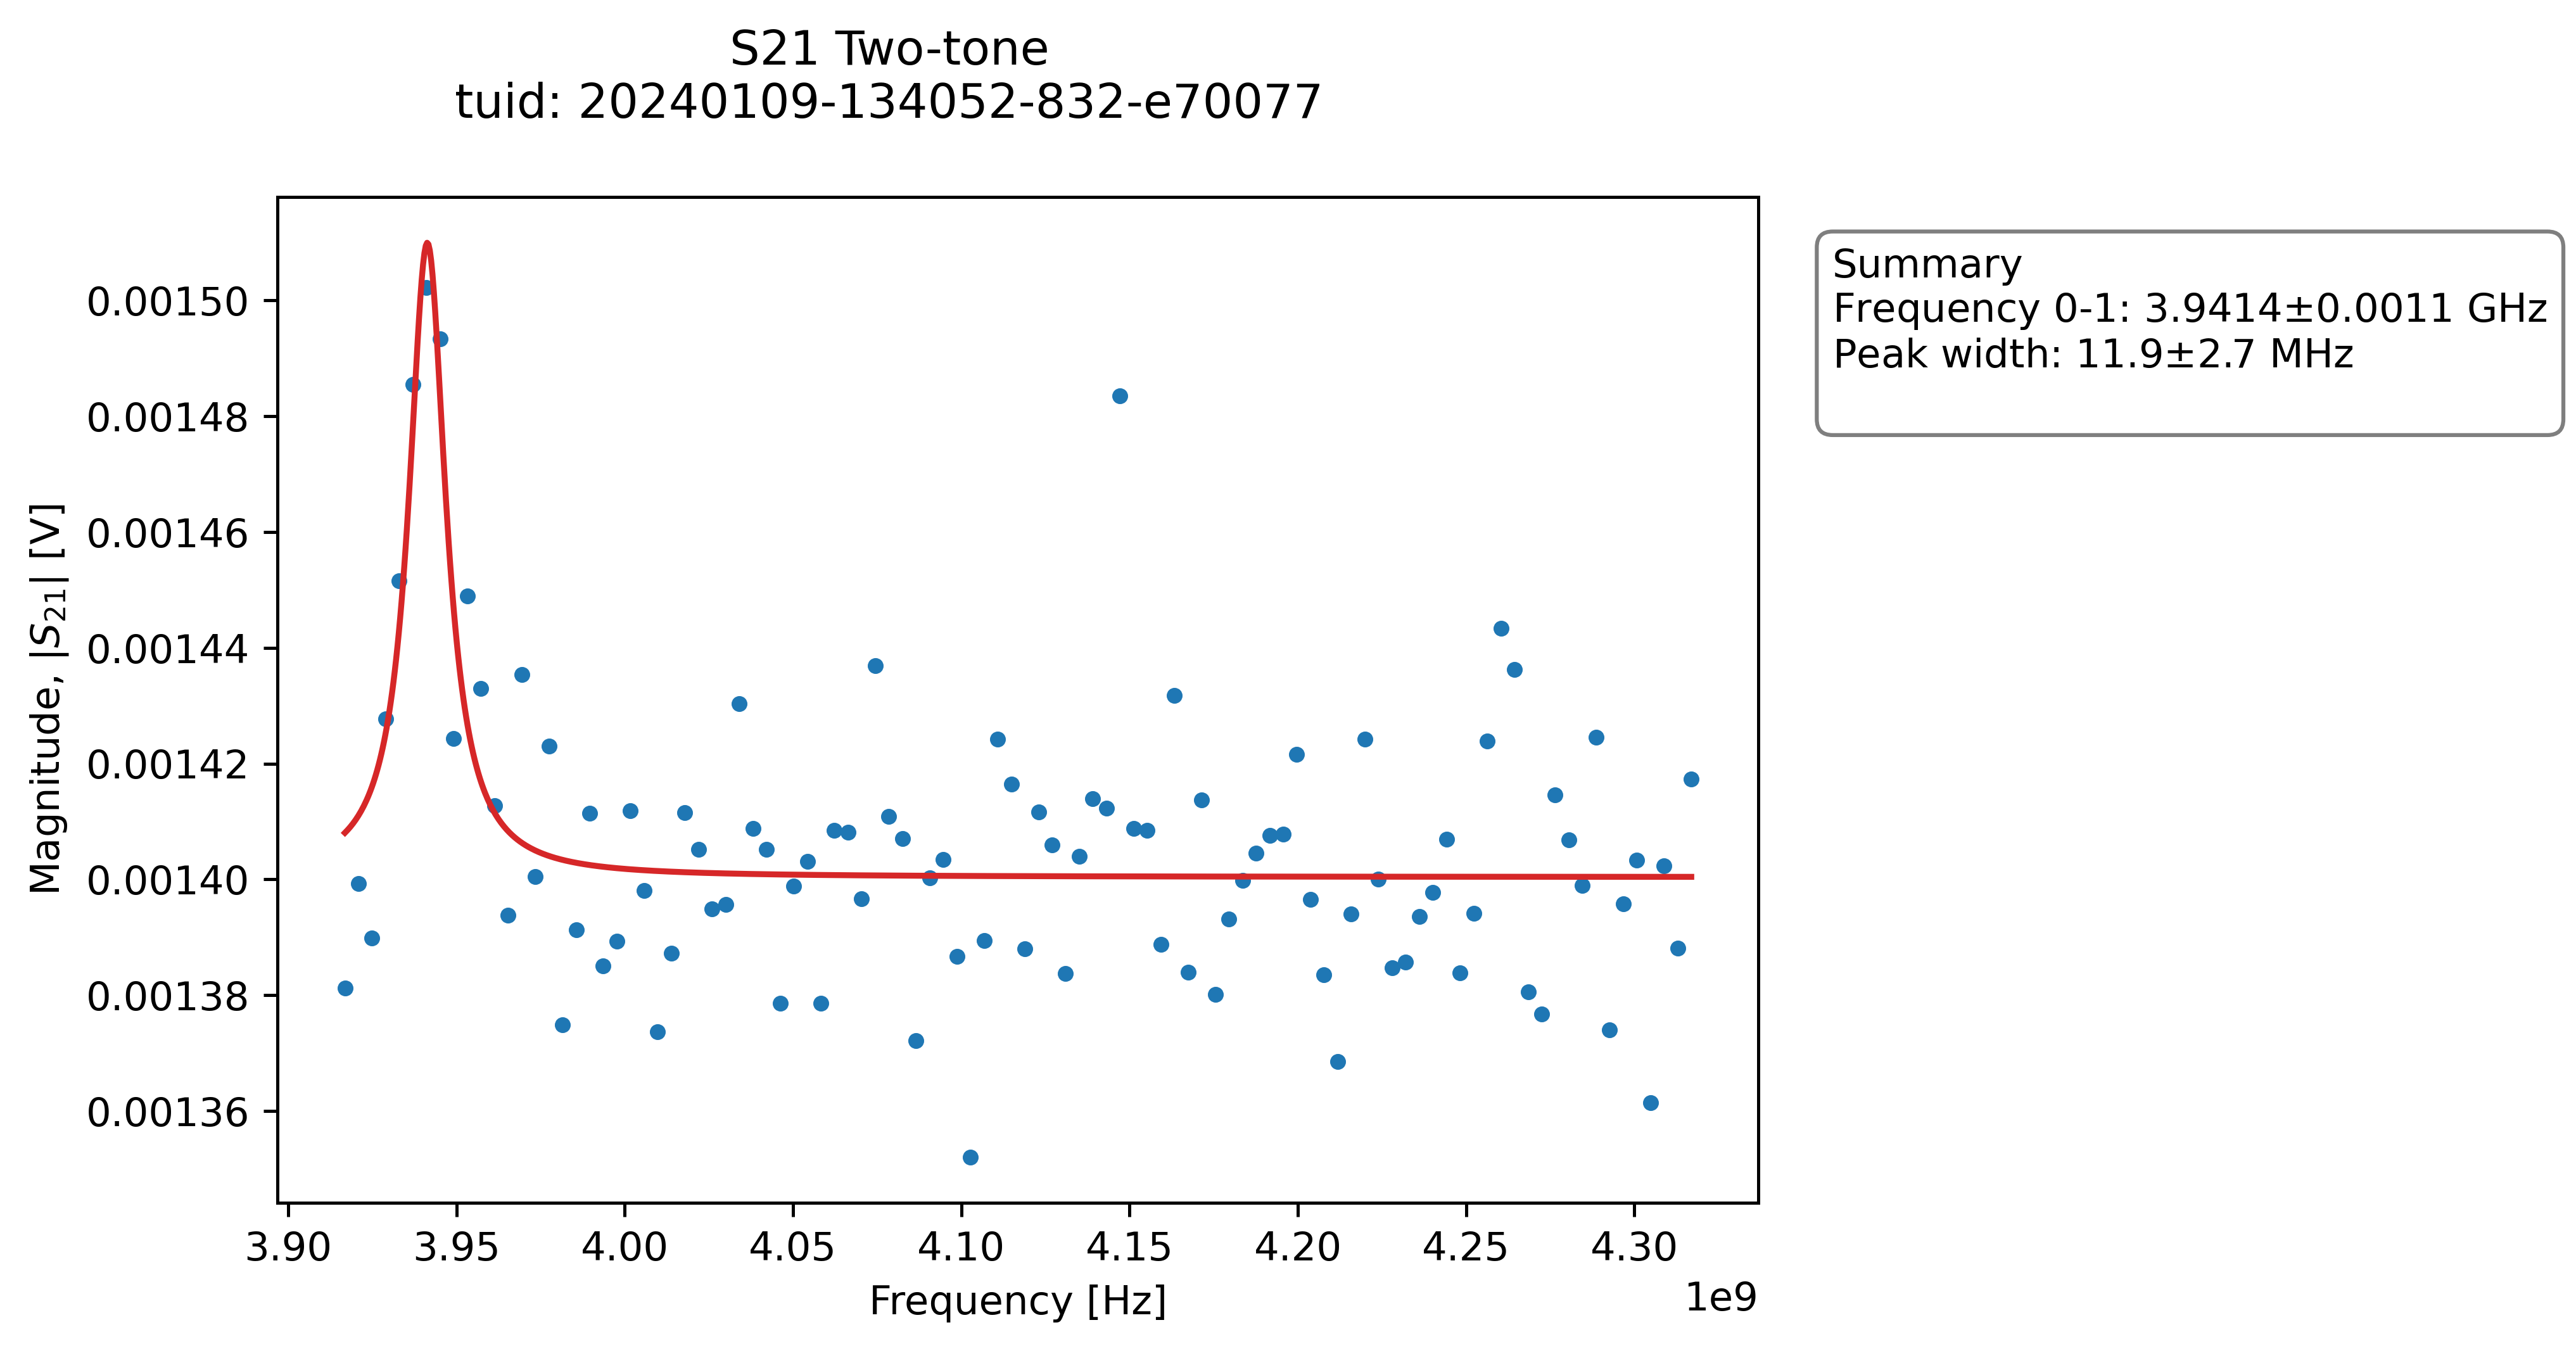 S21 Two-tone
tuid: 20240109-134052-832-e70077
Summary
Frequency 0-1: 3.9414±0.0011 GHz
Peak width: 11.9±2.7 MHz
Magnitude, |S21| [V]
0.00150
0.00148
0.00146
0.00144
0.00142
0.00140
0.00138
0.00136
3.90 3.95 4.00 4.05 4.10 4.15 4.20 4.25 4.30
Frequency [Hz]
1e9